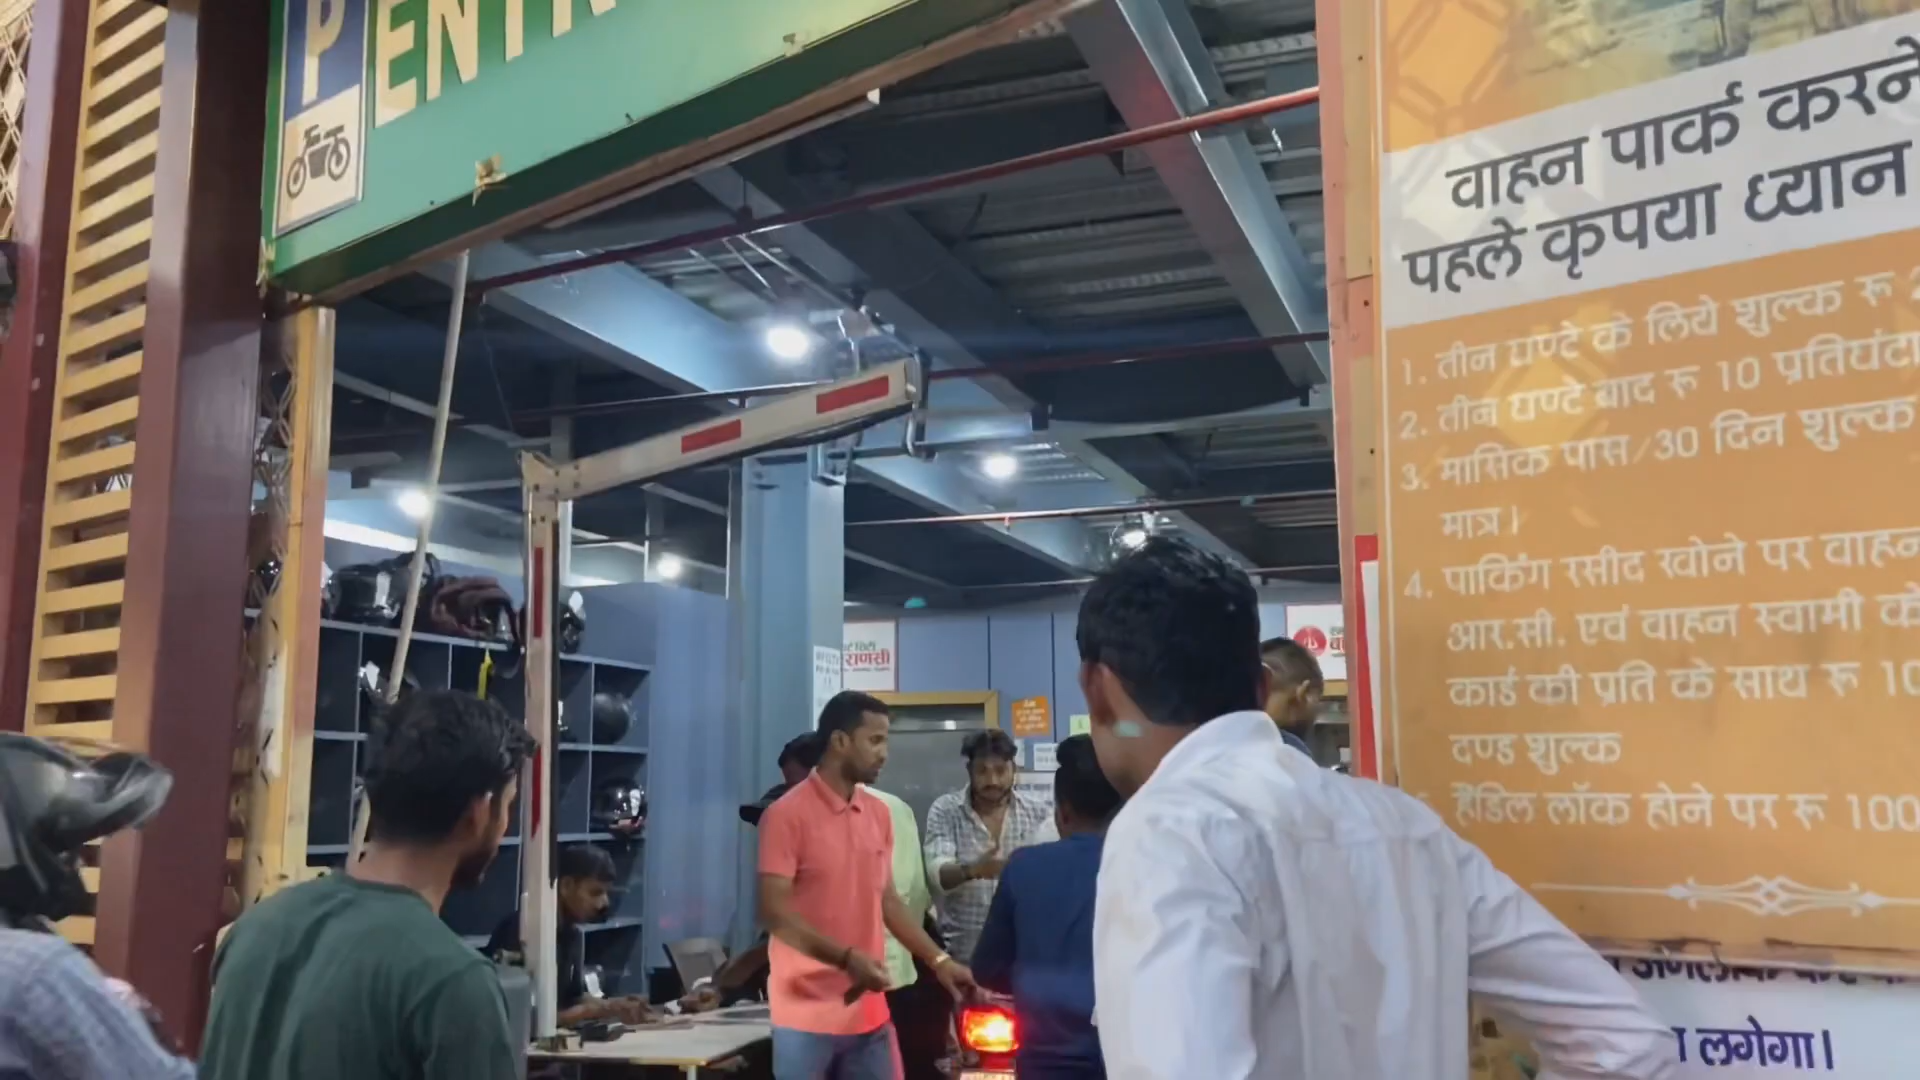 P ENTR
वाहन पार्क करने
पहले कृपया ध्यान
1. तीन घण्टे के लिये शुल्क रू
2. तीन घण्टे बाद रू 10 प्रतिघंटा
3. मासिक पास/30 दिन शुल्क
मात्र।
4. पार्किंग रसीद खोने पर वाहन
आर.सी. एवं वाहन स्वामी के
कार्ड की प्रति के साथ रू 10
दण्ड शुल्क
हैंडिल लॉक होने पर रू 100
लगेगा।